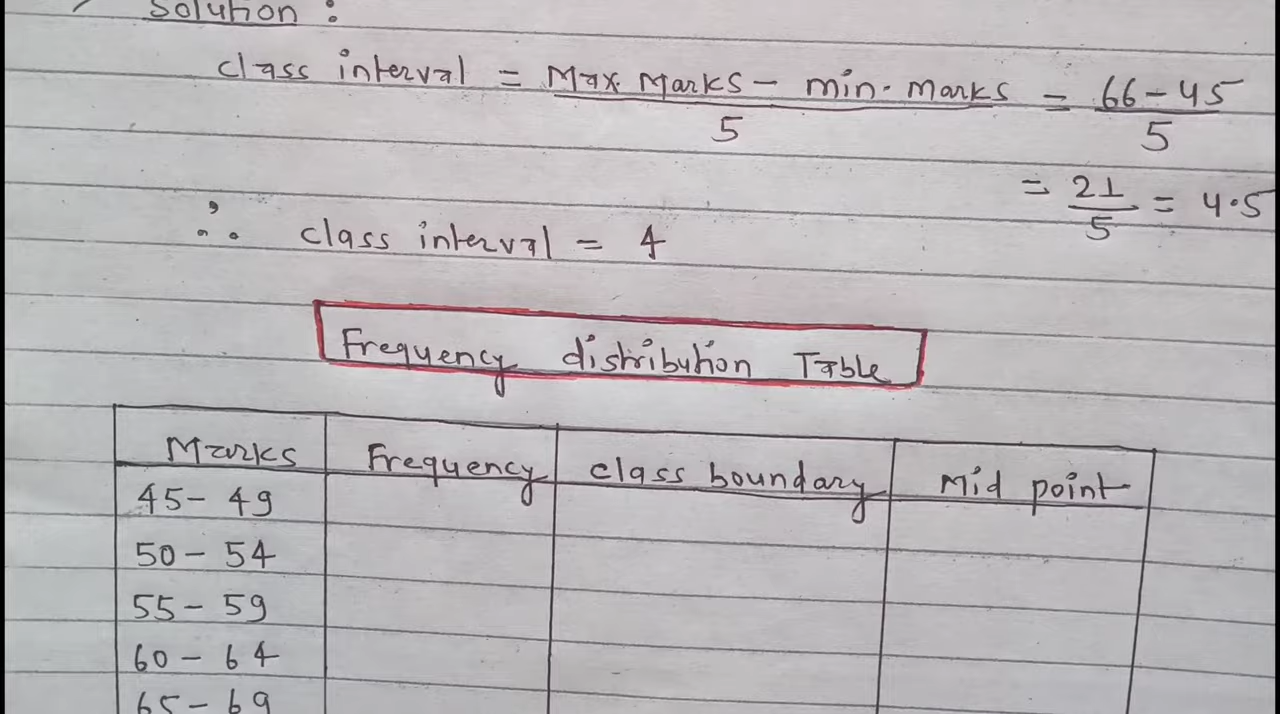 Solution :
class interval = Max. Marks - min. marks / 5 = 66-45 / 5
= 21/5 = 4.5
∴ class interval = 4
Frequency distribution Table
Marks Frequency class boundary Mid point
45-49
50-54
55-59
60-64
65-69